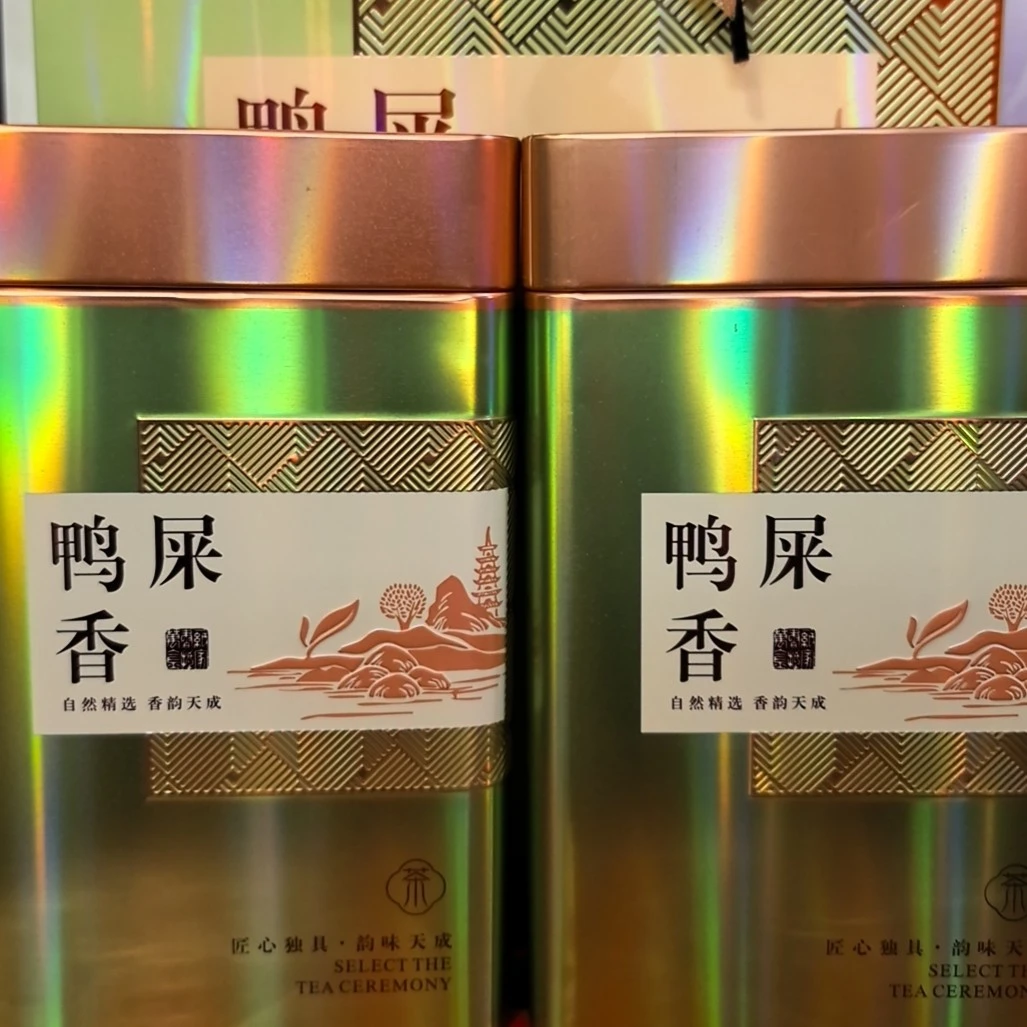 鸭屎
鸭屎
香
自然精选 香韵天成
茶
匠心独具·韵味天成
SELECT THE
TEA CEREMONY
鸭屎
香
自然精选 香韵天成
茶
匠心独具·韵味天
SELECT
TEA CEREMON